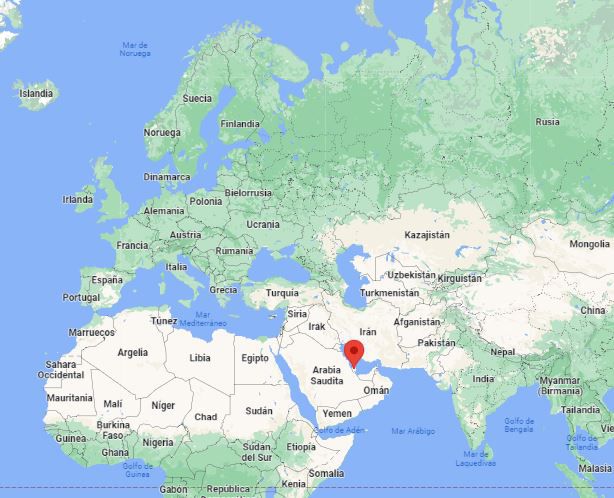 Mar de
Noruega
Islandia
Suecia
Finlandia
Noruega
Rusia
Dinamarca
Irlanda
Bielorrusia
Polonia
Alemania
Ucrania
Austria
Francia
Kazajistán
Rumania
Mongolia
Italia
Uzbekistán
Kirguistán
España
Grecia
Turquía
Turkmenistán
Portugal
Mar
Mediterráneo
Túnez
Siria
China
Marruecos
Irak
Irán
Afganistán
Argelia
Libia
Egipto
Pakistán
Nepal
Sahara
Occidental
Arabia
Saudita
India
Myanmar
(Birmania)
Omán
Mauritania
Malí
Níger
Chad
Sudán
Yemen
Tailandia
Burkina
Faso
Golfo de Adén
Mar Arábigo
Golfo de
Bengala
Vie
Guinea
Ghana
Nigeria
Sudán
del Sur
Etiopía
Golfo de
Tailandia
Mar de
Laquedivas
Golfo de
Guinea
Somalia
Malasia
Gabón
República
Kenia